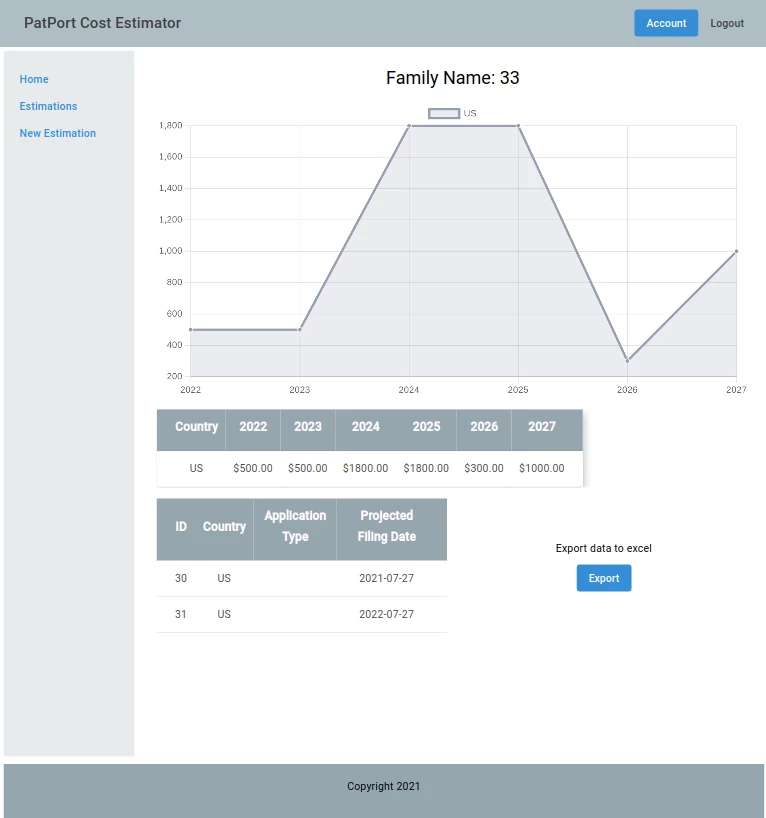 PatPort Cost Estimator
Account
Logout
Home
Estimations
New Estimation
Family Name: 33
US
1,800
1,600
1,400
1,200
1,000
800
600
400
200
2022 2023 2024 2025 2026 2027
Country 2022 2023 2024 2025 2026 2027
US $500.00 $500.00 $1800.00 $1800.00 $300.00 $1000.00
ID Country Application Type Projected Filing Date
30 US 2021-07-27
31 US 2022-07-27
Export data to excel
Export
Copyright 2021